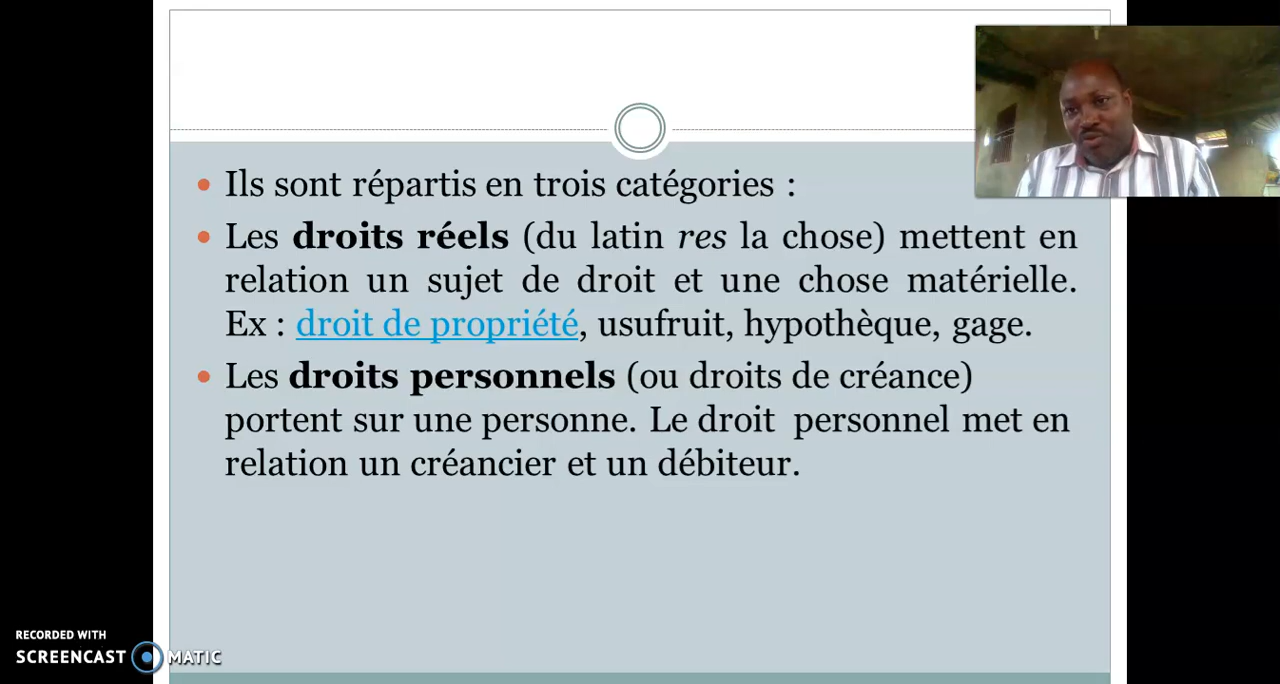 Ils sont répartis en trois catégories :
Les droits réels (du latin res la chose) mettent en
relation un sujet de droit et une chose matérielle.
Ex : droit de propriété, usufruit, hypothèque, gage.
Les droits personnels (ou droits de créance)
portent sur une personne. Le droit personnel met en
relation un créancier et un débiteur.
RECORDED WITH
SCREENCAST MATIC